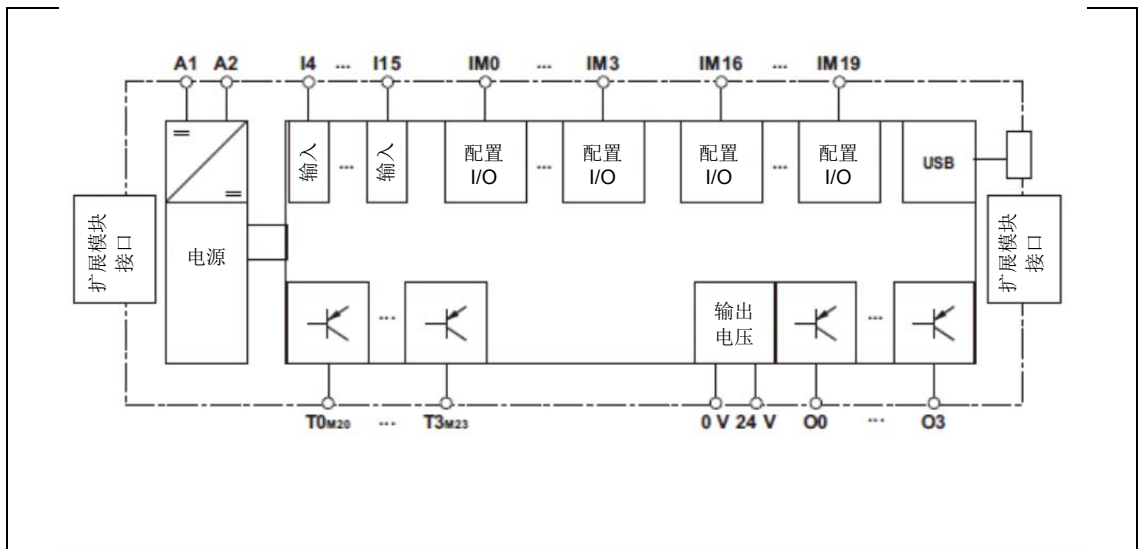 A1 A2 I4 ... I15 IM0 ... IM3 IM16 ... IM19
输入 ... 输入 配置 ... 配置 配置 ... 配置 USB
I/O I/O I/O I/O
扩展模块
接口
电源
扩展模块
接口
... 输出 ...
电压
T0M20 ... T3M23 0 V 24 V O0 ... O3